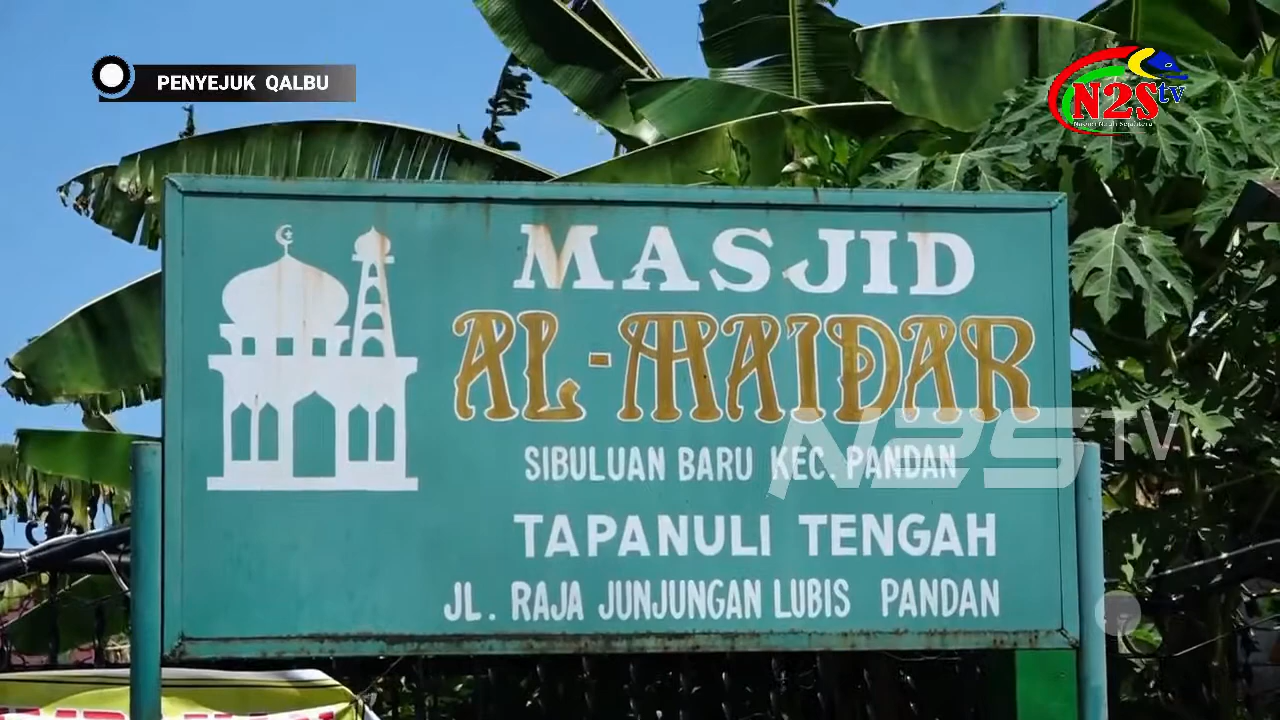 PENYEJUK QALBU
N2S tv
MASJID
AL-MAIDAR
SIBULUAN BARU KEC. PANDAN
TAPANULI TENGAH
JL. RAJA JUNJUNGAN LUBIS PANDAN
N2S TV